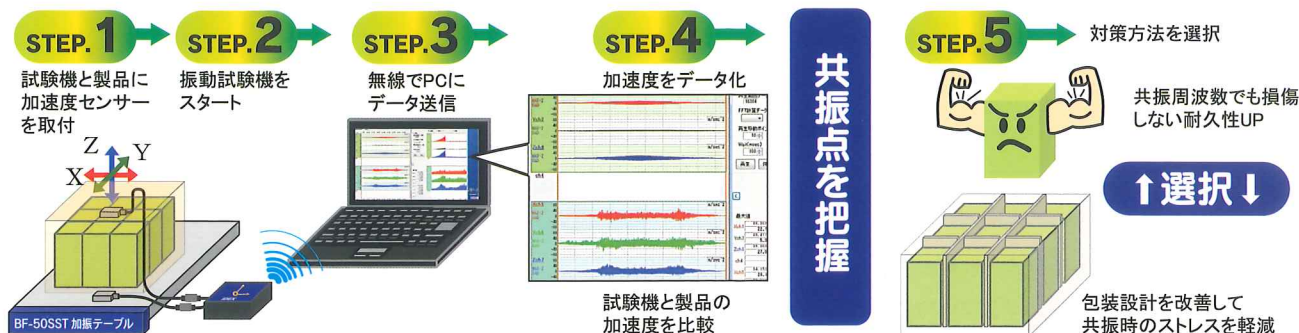 STEP.1
試験機と製品に
加速度センサー
を取付
Z
Y
X
BF-50SST 加振テーブル
STEP.2
振動試験機を
スタート
STEP.3
無線でPCに
データ送信
STEP.4
加速度をデータ化
試験機と製品の
加速度を比較
共振点を把握
STEP.5
対策方法を選択
共振周波数でも損傷
しない耐久性UP
↑選択↓
包装設計を改善して
共振時のストレスを軽減